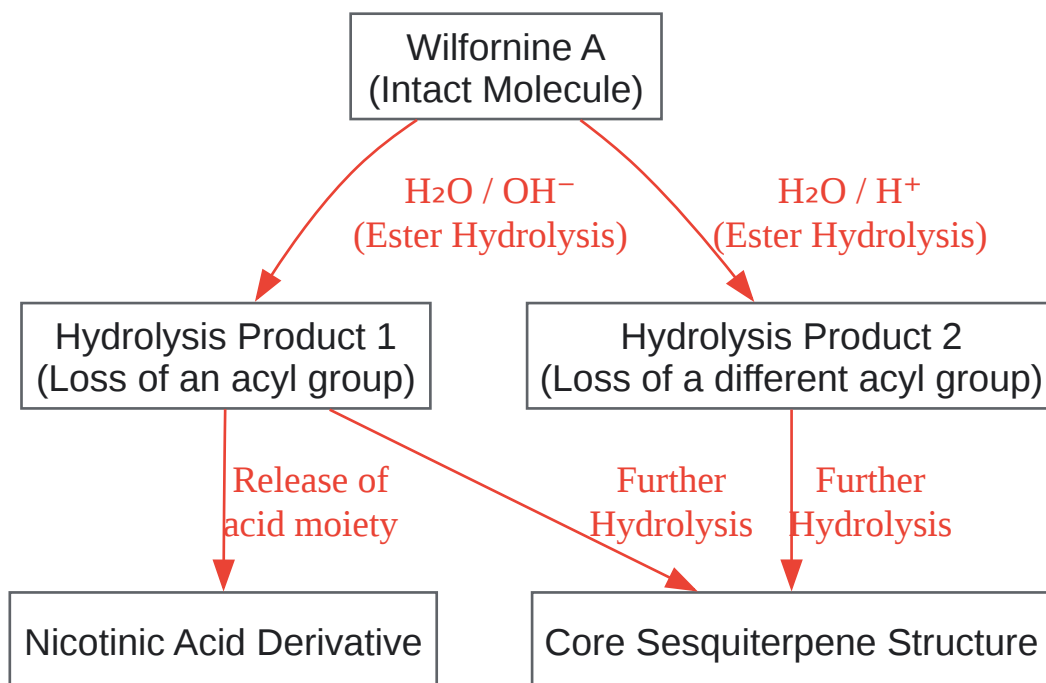 Wilfornine A
(Intact Molecule)
H₂O / OH⁻
(Ester Hydrolysis)
H₂O / H⁺
(Ester Hydrolysis)
Hydrolysis Product 1
(Loss of an acyl group)
Hydrolysis Product 2
(Loss of a different acyl group)
Release of
acid moiety
Further
Hydrolysis
Further
Hydrolysis
Nicotinic Acid Derivative
Core Sesquiterpene Structure